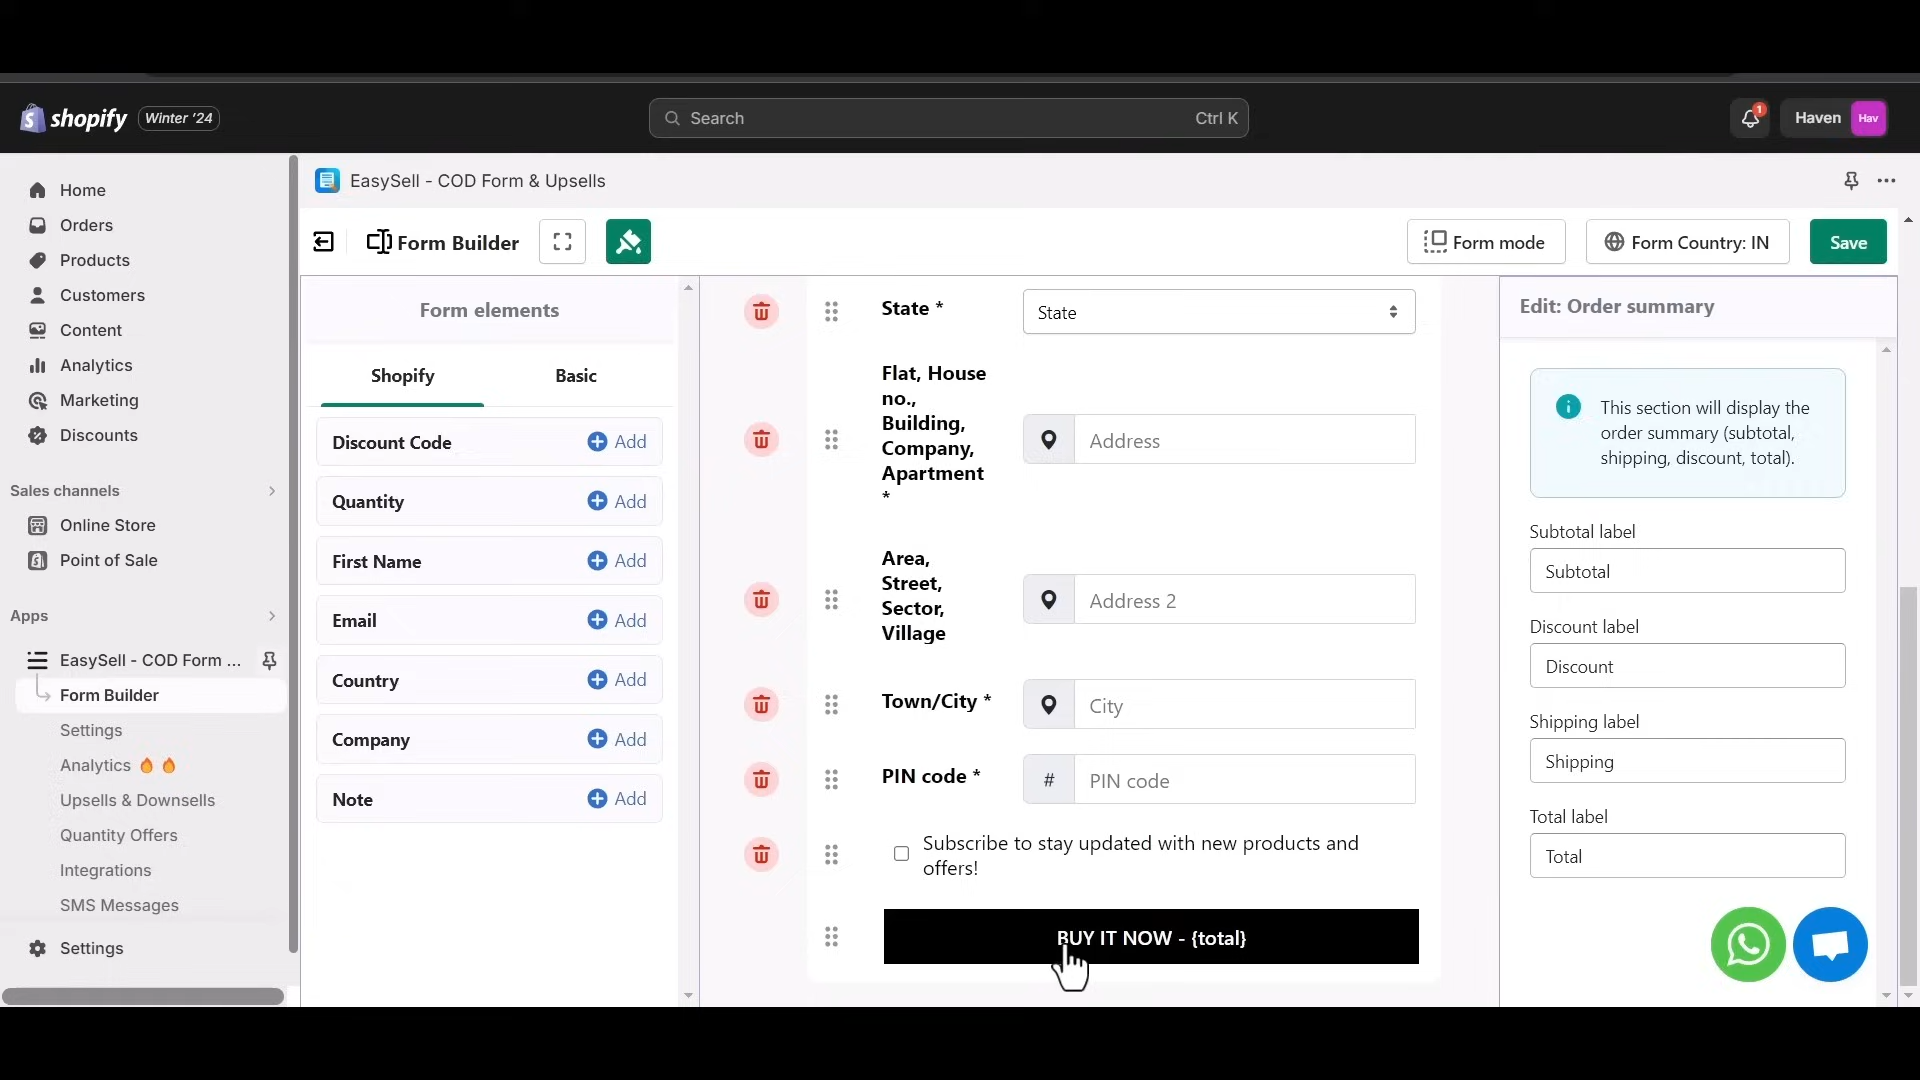 shopify Winter '24
Search Ctrl K
1
Haven Hav
Home
Orders
Products
Customers
Content
Analytics
Marketing
Discounts
Sales channels
Online Store
Point of Sale
Apps
EasySell - COD Form ...
Form Builder
Settings
Analytics
Upsells & Downsells
Quantity Offers
Integrations
SMS Messages
Settings
EasySell - COD Form & Upsells
Form Builder
Form mode
Form Country: IN
Save
Form elements
Shopify
Basic
Discount Code Add
Quantity Add
First Name Add
Email Add
Country Add
Company Add
Note Add
State *
State
Flat, House
no.,
Building,
Company,
Apartment
*
Address
Area,
Street,
Sector,
Village
Address 2
Town/City *
City
PIN code *
# PIN code
Subscribe to stay updated with new products and
offers!
BUY IT NOW - {total}
Edit: Order summary
This section will display the
order summary (subtotal,
shipping, discount, total).
Subtotal label
Subtotal
Discount label
Discount
Shipping label
Shipping
Total label
Total